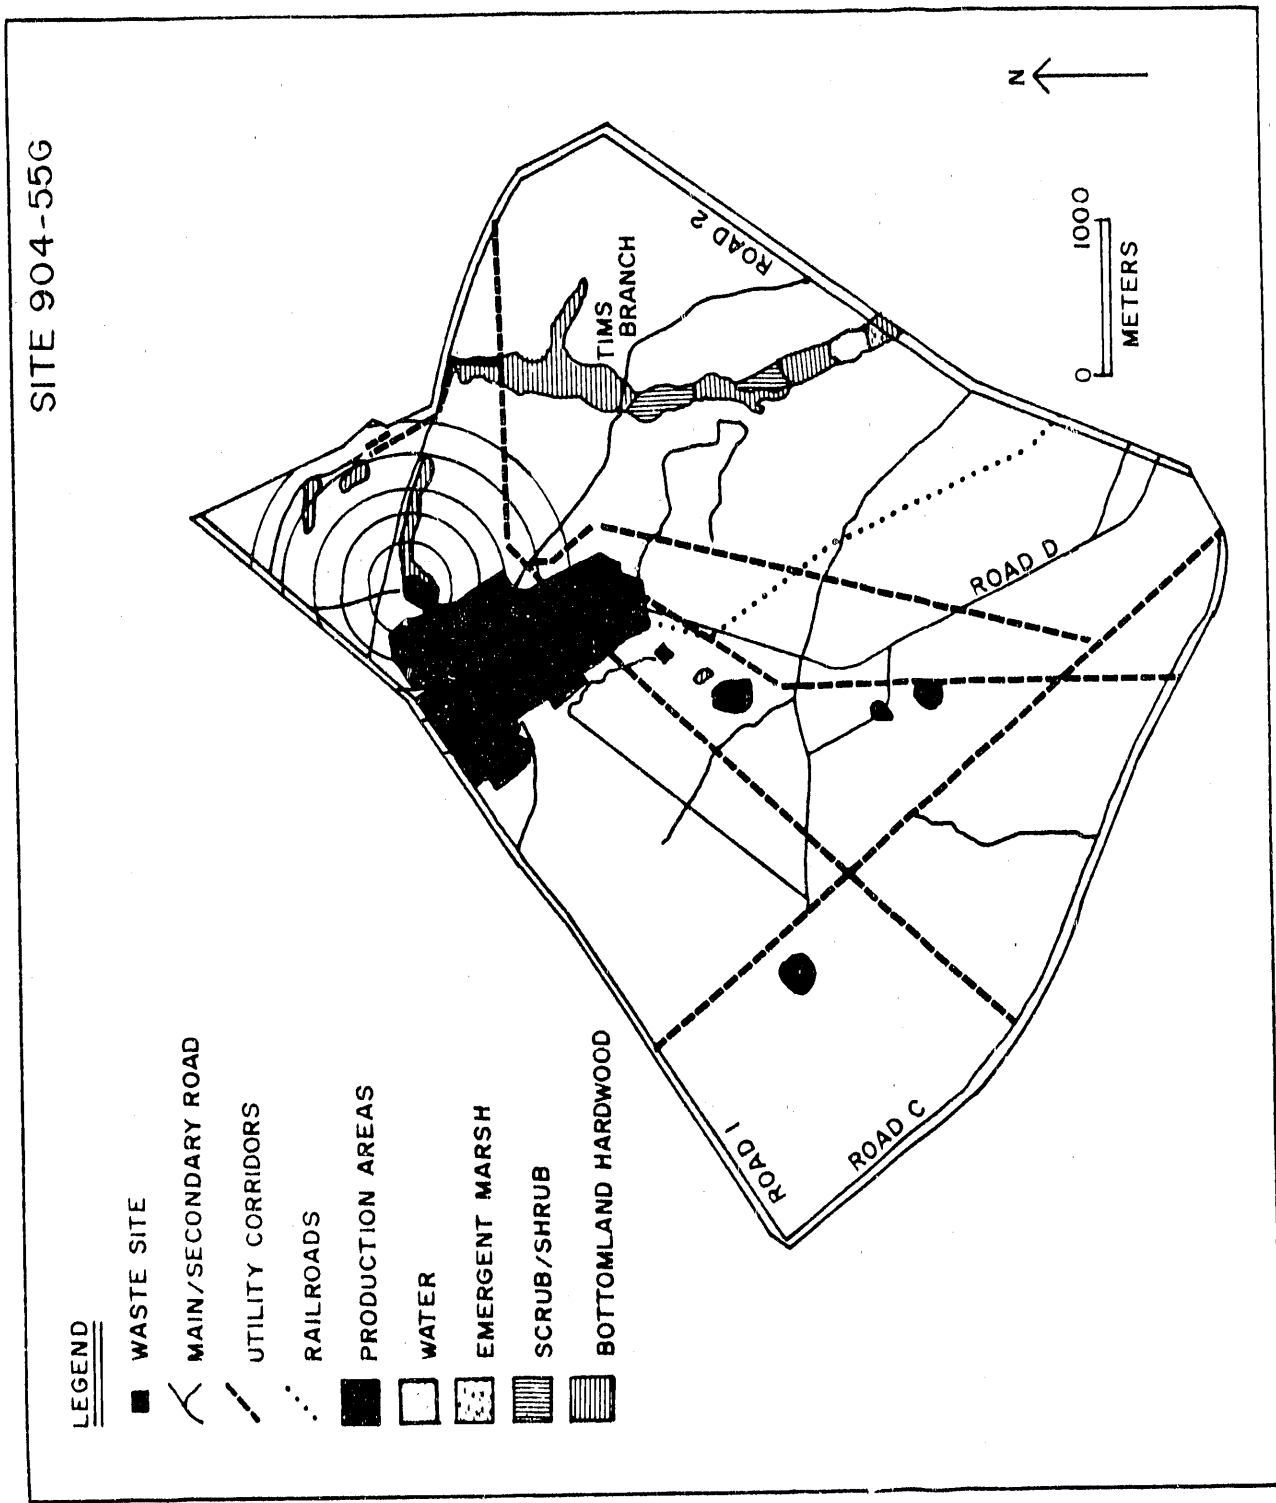 SITE 904-55G
N
TIMS
BRANCH
ROAD 2
0 1000
METERS
ROAD D
ROAD 1
ROAD C
LEGEND
WASTE SITE
MAIN/SECONDARY ROAD
UTILITY CORRIDORS
RAILROADS
PRODUCTION AREAS
WATER
EMERGENT MARSH
SCRUB/SHRUB
BOTTOMLAND HARDWOOD